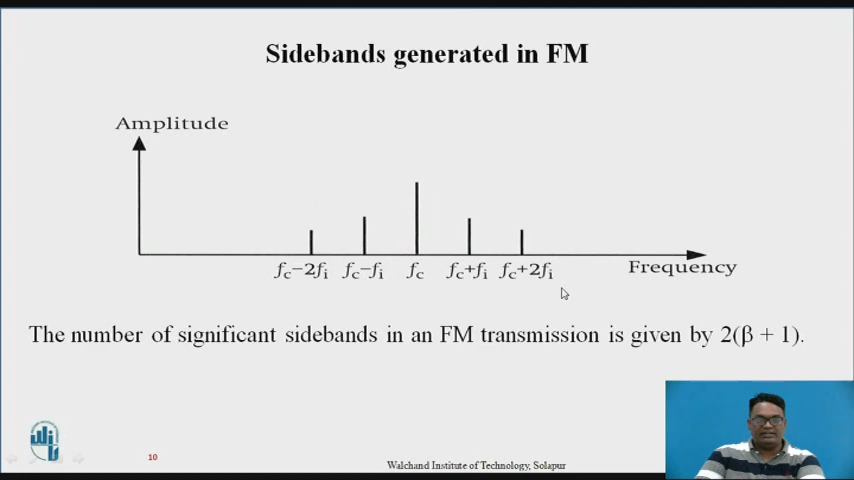 Sidebands generated in FM
Amplitude
fc−2fi fc−fi fc fc+fi fc+2fi
Frequency
The number of significant sidebands in an FM transmission is given by 2(β + 1).
10
Walchand Institute of Technology, Solapur